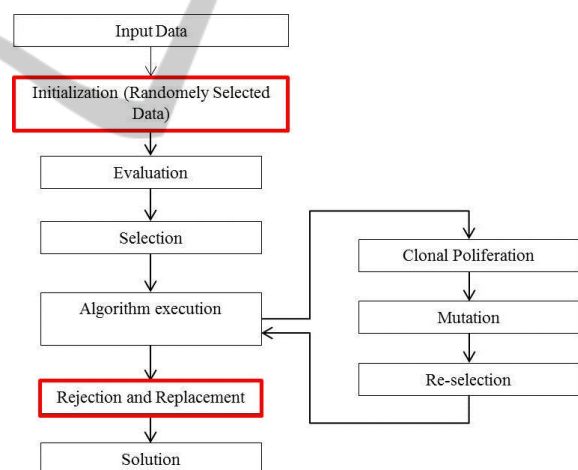 Input Data
Initialization (Randomely Selected
Data)
Evaluation
Selection
Algorithm execution
Rejection and Replacement
Solution
Clonal Poliferation
Mutation
Re-selection